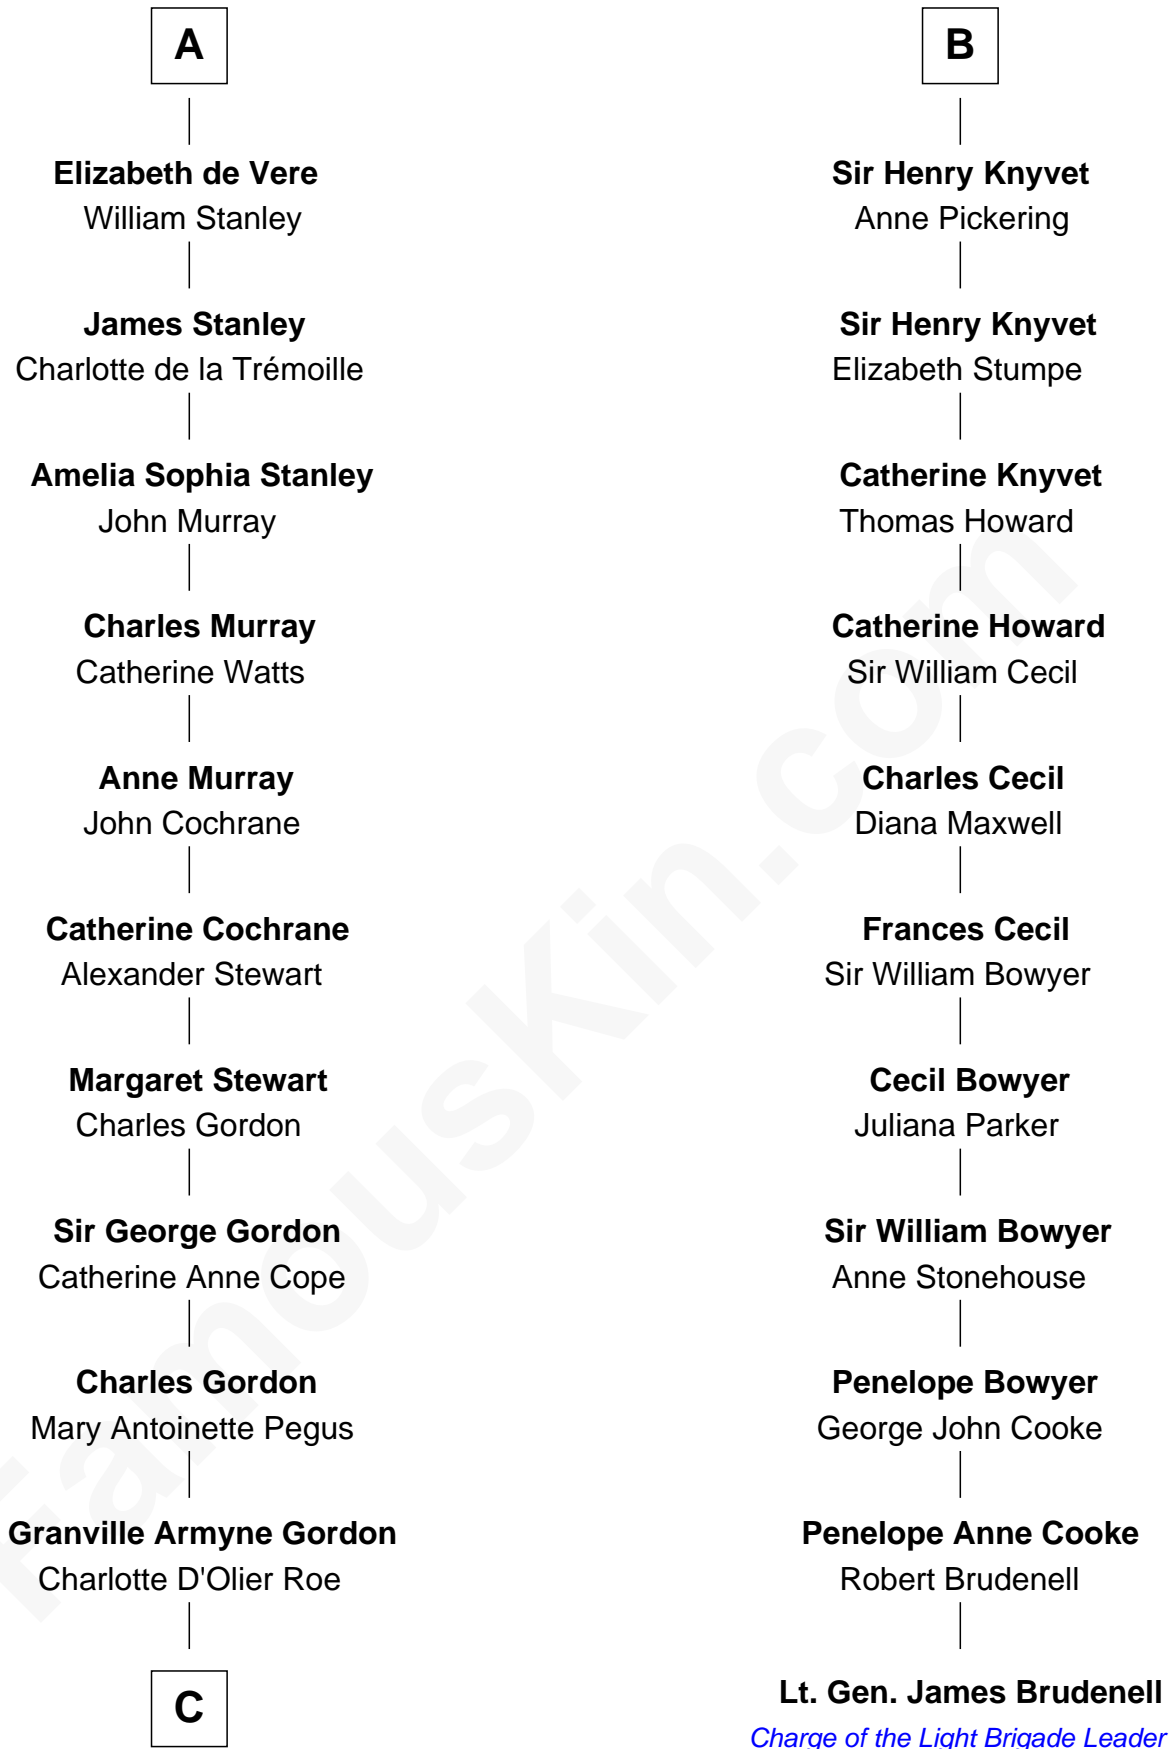 A
Elizabeth de Vere
William Stanley
James Stanley
Charlotte de la Trémoille
Amelia Sophia Stanley
John Murray
Charles Murray
Catherine Watts
Anne Murray
John Cochrane
Catherine Cochrane
Alexander Stewart
Margaret Stewart
Charles Gordon
Sir George Gordon
Catherine Anne Cope
Charles Gordon
Mary Antoinette Pegus
Granville Armyne Gordon
Charlotte D'Olier Roe
C
B
Sir Henry Knyvet
Anne Pickering
Sir Henry Knyvet
Elizabeth Stumpe
Catherine Knyvet
Thomas Howard
Catherine Howard
Sir William Cecil
Charles Cecil
Diana Maxwell
Frances Cecil
Sir William Bowyer
Cecil Bowyer
Juliana Parker
Sir William Bowyer
Anne Stonehouse
Penelope Bowyer
George John Cooke
Penelope Anne Cooke
Robert Brudenell
Lt. Gen. James Brudenell
Charge of the Light Brigade Leader
FamousKin.com